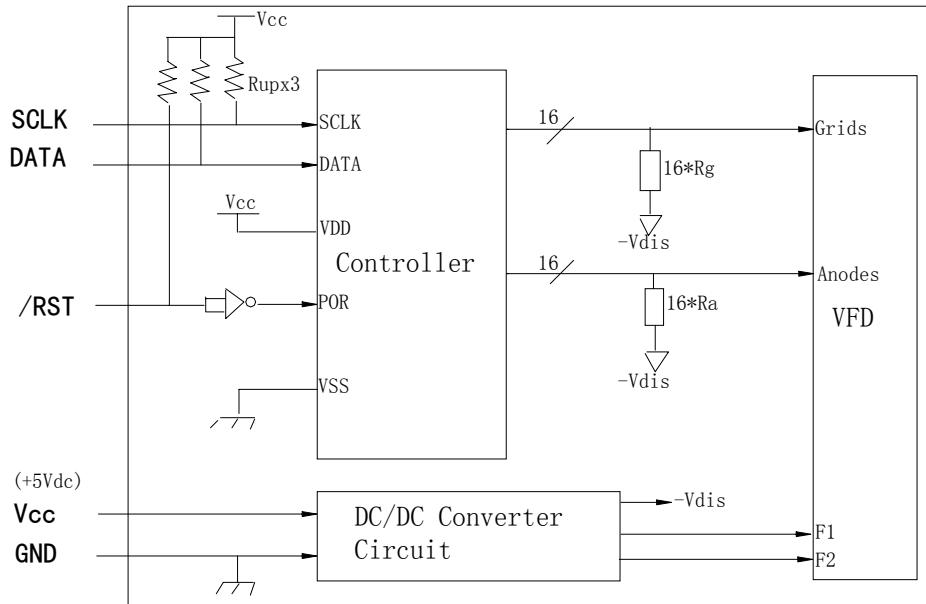 Vcc
Rupx3
SCLK
DATA
SCLK
DATA
Vcc
VDD
Controller
/RST
POR
VSS
16
Grids
16*Rg
-Vdis
16
Anodes
16*Ra
VFD
-Vdis
(+5Vdc)
Vcc
GND
DC/DC Converter
Circuit
-Vdis
F1
F2